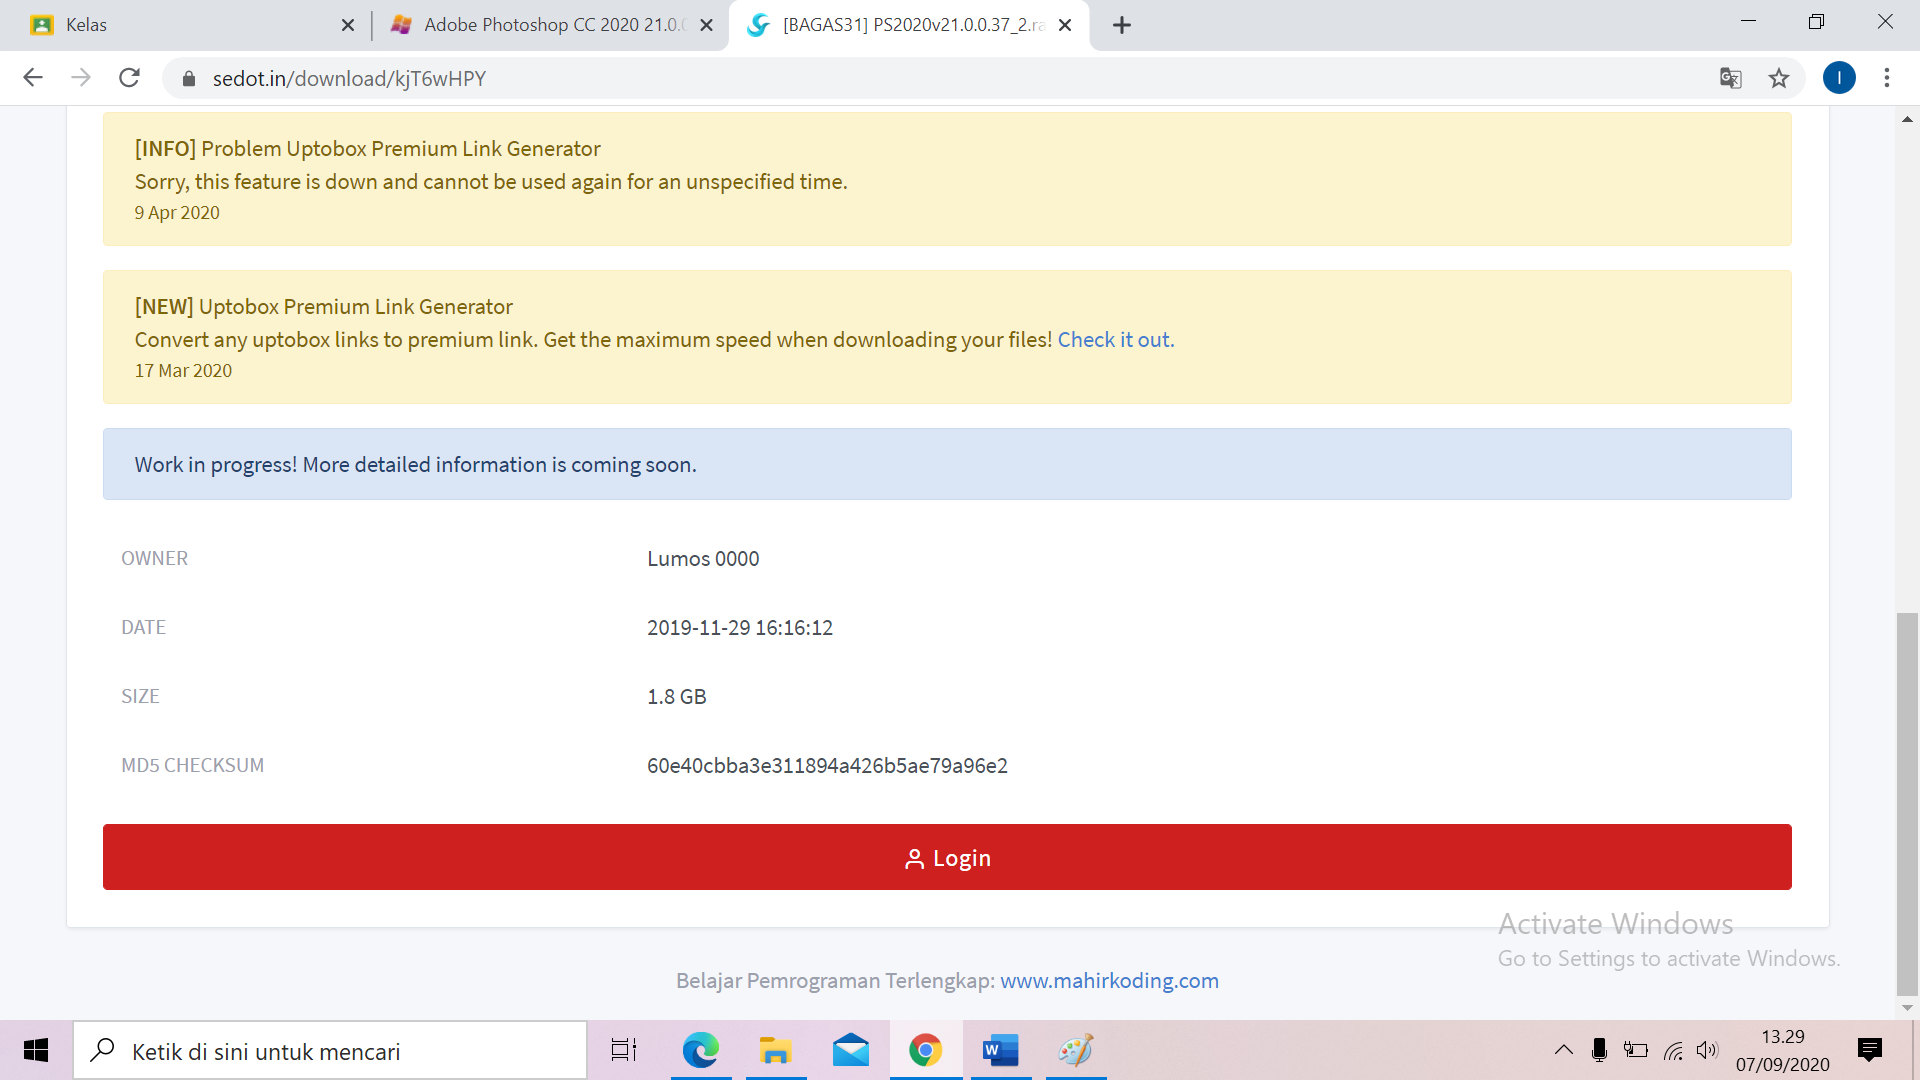 Kelas
Adobe Photoshop CC 2020 21.0.0
[BAGAS31] PS2020v21.0.0.37_2.ra
sedot.in/download/kjT6wHPY
I
[INFO] Problem Uptobox Premium Link Generator
Sorry, this feature is down and cannot be used again for an unspecified time.
9 Apr 2020
[NEW] Uptobox Premium Link Generator
Convert any uptobox links to premium link. Get the maximum speed when downloading your files! Check it out.
17 Mar 2020
Work in progress! More detailed information is coming soon.
OWNER Lumos 0000
DATE 2019-11-29 16:16:12
SIZE 1.8 GB
MD5 CHECKSUM 60e40cbba3e311894a426b5ae79a96e2
Login
Activate Windows
Go to Settings to activate Windows.
Belajar Pemrograman Terlengkap: www.mahirkoding.com
Ketik di sini untuk mencari
W
13.29
07/09/2020